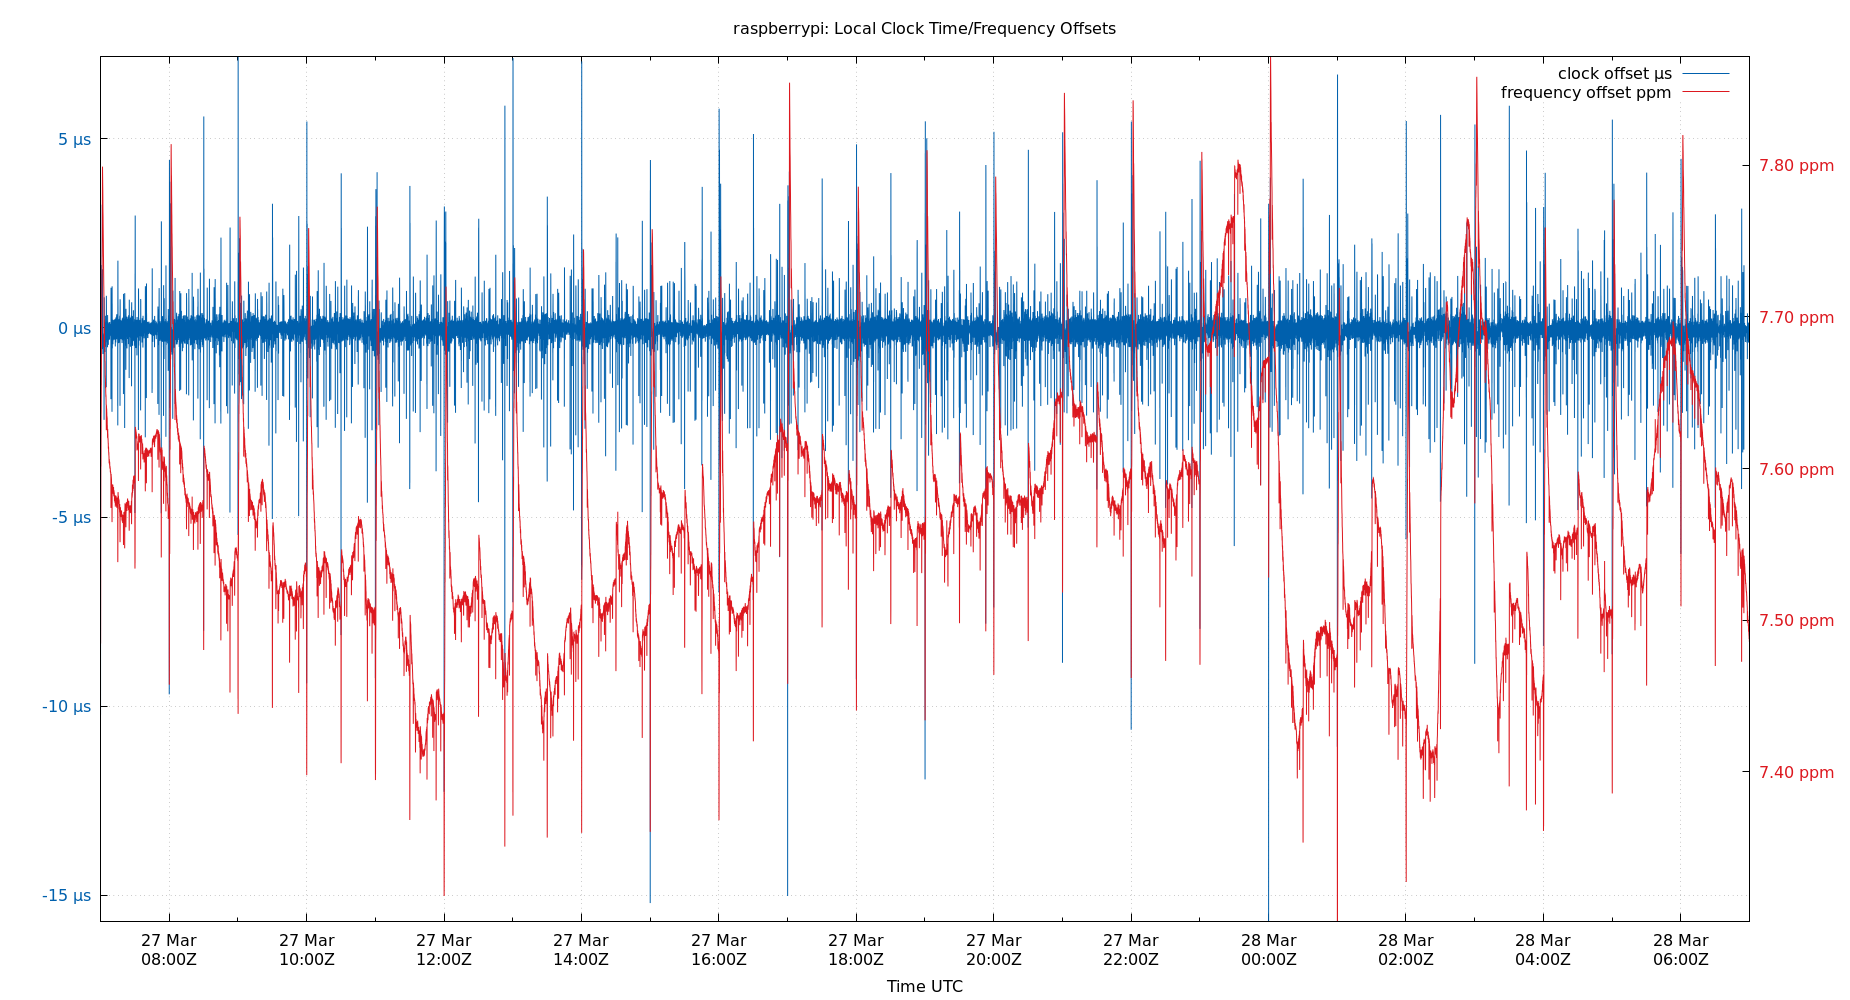 raspberrypi: Local Clock Time/Frequency Offsets
clock offset µs
frequency offset ppm
5 µs
0 µs
-5 µs
-10 µs
-15 µs
7.80 ppm
7.70 ppm
7.60 ppm
7.50 ppm
7.40 ppm
27 Mar 27 Mar 27 Mar 27 Mar 27 Mar 27 Mar 27 Mar 27 Mar 28 Mar 28 Mar 28 Mar 28 Mar
08:00Z 10:00Z 12:00Z 14:00Z 16:00Z 18:00Z 20:00Z 22:00Z 00:00Z 02:00Z 04:00Z 06:00Z
Time UTC